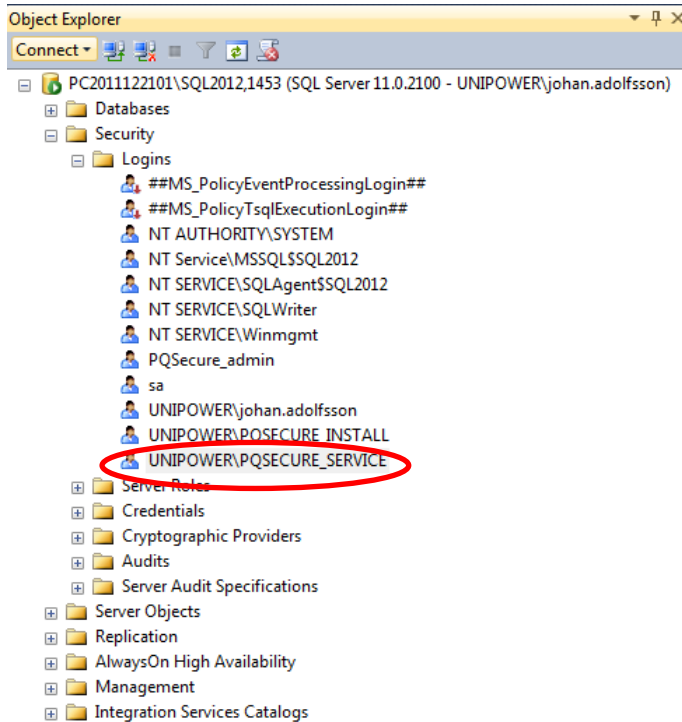 Object Explorer
Connect
PC2011122101\SQL2012,1453 (SQL Server 11.0.2100 - UNIPOWER\johan.adolfsson)
Databases
Security
Logins
##MS_PolicyEventProcessingLogin##
##MS_PolicyTsqlExecutionLogin##
NT AUTHORITY\SYSTEM
NT Service\MSSQL$SQL2012
NT SERVICE\SQLAgent$SQL2012
NT SERVICE\SQLWriter
NT SERVICE\Winmgmt
PQSecure_admin
sa
UNIPOWER\johan.adolfsson
UNIPOWER\PQSECURE_INSTALL
UNIPOWER\PQSECURE_SERVICE
Server Roles
Credentials
Cryptographic Providers
Audits
Server Audit Specifications
Server Objects
Replication
AlwaysOn High Availability
Management
Integration Services Catalogs